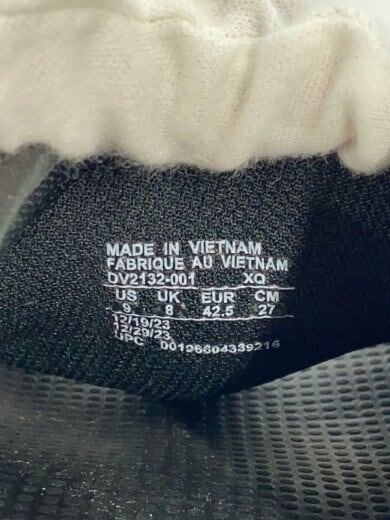 MADE IN VIETNAM
FABRIQUE AU VIETNAM
DV2132-001 XQ
US UK EUR CM
9 8 42.5 27
12/19/23
12/29/23
UPC 00196604339216